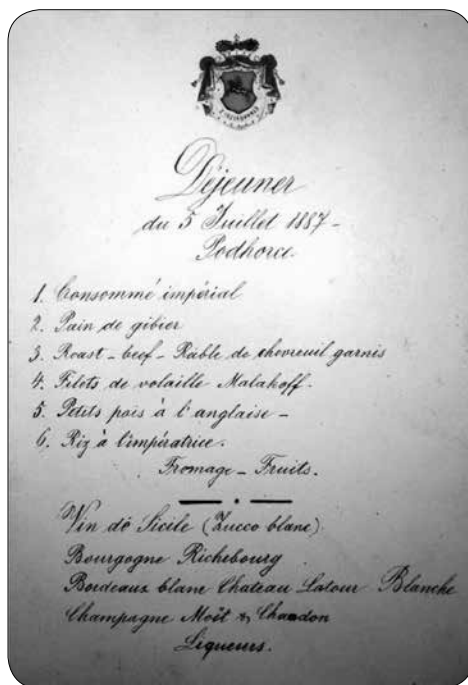 Déjeuner
du 5 Juillet 1887 -
Podhorce.
1. Consommé impérial
2. Pain de gibier
3. Roast - beef - Râble de chevreuil garnis
4. Filets de volaille Malakoff.
5. Petits pois à l'anglaise -
6. Riz à l'impératrice.
Fromage - Fruits.
Vin de Sicile (Zucco blanc)
Bourgogne Richebourg
Bordeaux blanc Chateau Latour Blanche
Champagne Moët & Chandon
Liqueurs.